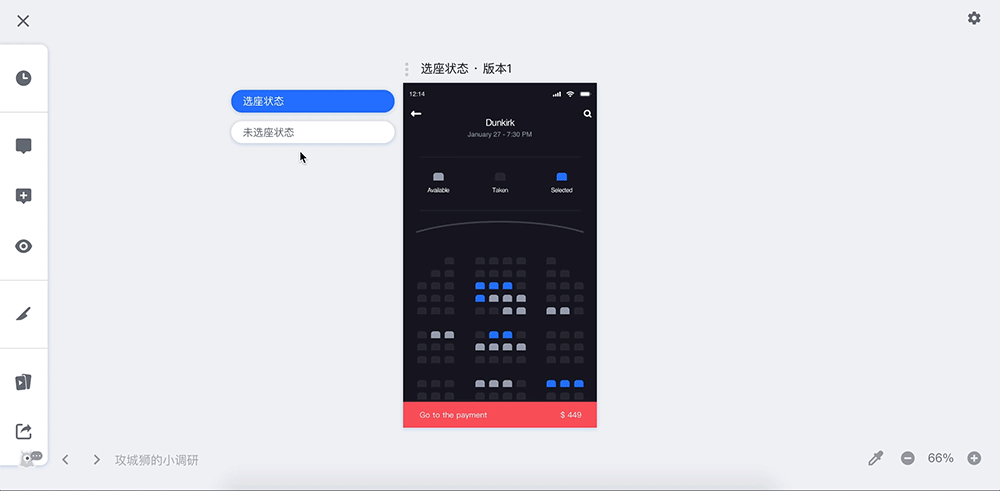 选座状态 · 版本1
选座状态
未选座状态
12:14
Dunkirk
January 27 - 7:30 PM
Available
Taken
Selected
Go to the payment
$ 449
攻城狮的小调研
66%